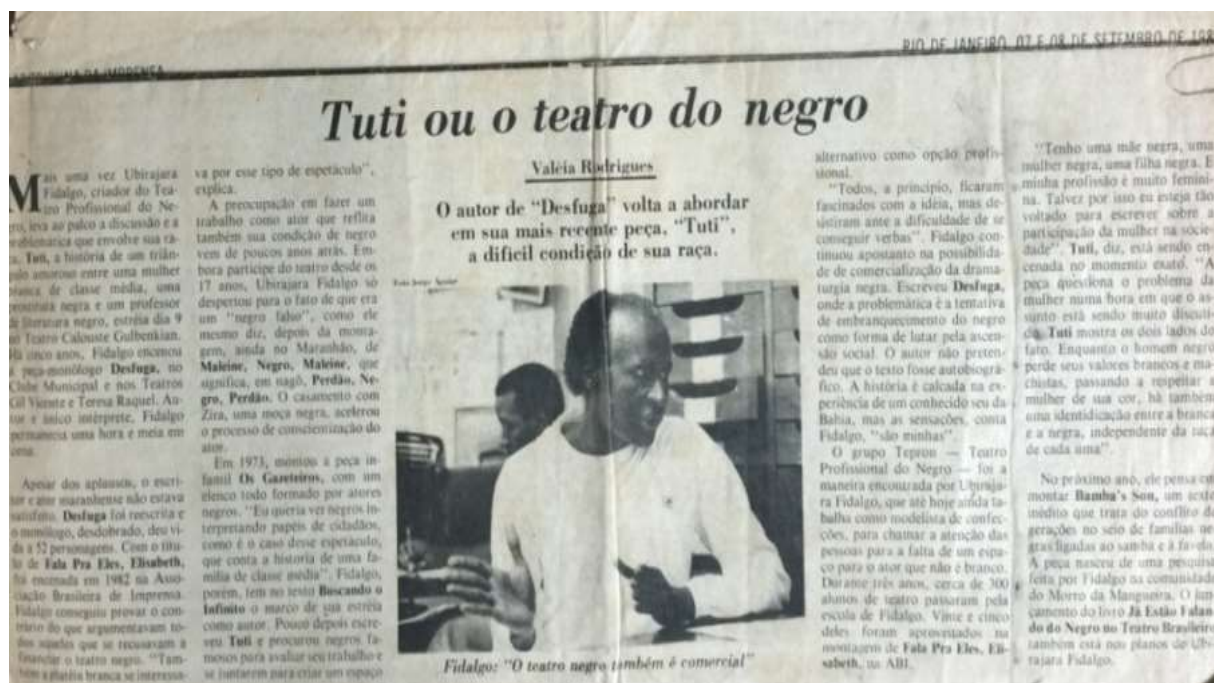 TRIBUNA DA IMPRENSA
RIO DE JANEIRO, 07 E 08 DE SETEMBRO DE 198
Tuti ou o teatro do negro
Mais uma vez Ubirajara
Fidalgo, criador do Tea-
tro Profissional do Ne-
gro, leva ao palco a discussão e a
problemática que envolve sua ra-
ça. Tuti, a história de um triân-
gulo amoroso entre uma mulher
branca de classe média, uma
prostituta negra e um professor
de literatura negro, estréia dia 9
no Teatro Calouste Gulbenkian.
Há cinco anos, Fidalgo encenou
a peça-monólogo Desfuga, no
Clube Municipal e nos Teatros
Gil Vicente e Teresa Raquel. Au-
tor e único intérprete, Fidalgo
permanecia uma hora e meia em
cena.
Apesar dos aplausos, o escri-
tor e ator maranhense não estava
satisfeito. Desfuga foi reescrita e
o monólogo, desdobrado, deu vi-
da a 52 personagens. Com o títu-
lo de Fala Pra Eles, Elisabeth,
foi encenada em 1982 na Asso-
ciação Brasileira de Imprensa.
Fidalgo conseguiu provar o con-
trário do que argumentavam to-
dos aqueles que se recusavam a
financiar o teatro negro. "Tam-
bém a platéia branca se interessa-
va por esse tipo de espetáculo",
explica.
A preocupação em fazer um
trabalho como ator que reflita
também sua condição de negro
vem de poucos anos atrás. Em-
bora participe do teatro desde os
17 anos, Ubirajara Fidalgo só
despertou para o fato de que era
um "negro falso", como ele
mesmo diz, depois da monta-
gem, ainda no Maranhão, de
Maleine, Negro, Maleine, que
significa, em nagô, Perdão, Ne-
gro, Perdão. O casamento com
Zira, uma moça negra, acelerou
o processo de conscientização do
ator.
Em 1973, montou a peça in-
fantil Os Gazeteiros, com um
elenco todo formado por atores
negros. "Eu queria ver negros in-
terpretando papéis de cidadãos,
como é o caso desse espetáculo,
que conta a historia de uma fa-
mília de classe média". Fidalgo,
porém, tem no texto Buscando o
Infinito o marco de sua estréia
como autor. Pouco depois escre-
veu Tuti e procurou negros fa-
mosos para avaliar seu trabalho e
se juntarem para criar um espaço
Valéia Rodrigues
O autor de "Desfuga" volta a abordar
em sua mais recente peça, "Tuti",
a difícil condição de sua raça.
Fidalgo: "O teatro negro também é comercial"
alternativo como opção profis-
sional.
"Todos, a princípio, ficaram
fascinados com a idéia, mas de-
sistiram ante a dificuldade de se
conseguir verbas". Fidalgo con-
tinuou apostanto na possibilida-
de de comercialização da drama-
turgia negra. Escreveu Desfuga,
onde a problemática é a tentativa
de embranquecimento do negro
como forma de lutar pela ascen-
são social. O autor não preten-
deu que o texto fosse autobiográ-
fico. A história é calcada na ex-
periência de um conhecido seu da
Bahia, mas as sensações, conta
Fidalgo, "são minhas".
O grupo Tepron — Teatro
Profissional do Negro — foi a
maneira encontrada por Ubiraja-
ra Fidalgo, que até hoje ainda ta-
balha como modelista de confec-
ções, para chamar a atenção das
pessoas para a falta de um espa-
ço para o ator que não é branco.
Durante três anos, cerca de 300
alunos de teatro passaram pela
escola de Fidalgo. Vinte e cinco
deles foram aproveitados na
montagem de Fala Pra Eles, Eli-
sabeth, na ABI.
"Tenho uma mãe negra, uma
mulher negra, uma filha negra. E
minha profissão é muito femini-
na. Talvez por isso eu esteja tão
voltado para escrever sobre a
participação da mulher na socie-
dade". Tuti, diz, está sendo en-
cenada no momento exato. "A
peça questiona o problema da
mulher numa hora em que o as-
sunto está sendo muito discuti-
do. Tuti mostra os dois lados do
fato. Enquanto o homem negro
perde seus valores brancos e ma-
chistas, passando a respeitar a
mulher de sua cor, há também
uma identidicação entre a branca
e a negra, independente da raça
de cada uma".
No próximo ano, ele pensa em
montar Bamba's Son, um texto
inédito que trata do conflito de
gerações no seio de famílias ne-
gras ligadas ao samba e à favela.
A peça nasceu de uma pesquisa
feita por Fidalgo na comunidade
do Morro da Mangueira. O lan-
camento do livro Já Estão Falan-
do do Negro no Teatro Brasileiro
também está nos planos de Ubi-
rajara Fidalgo.